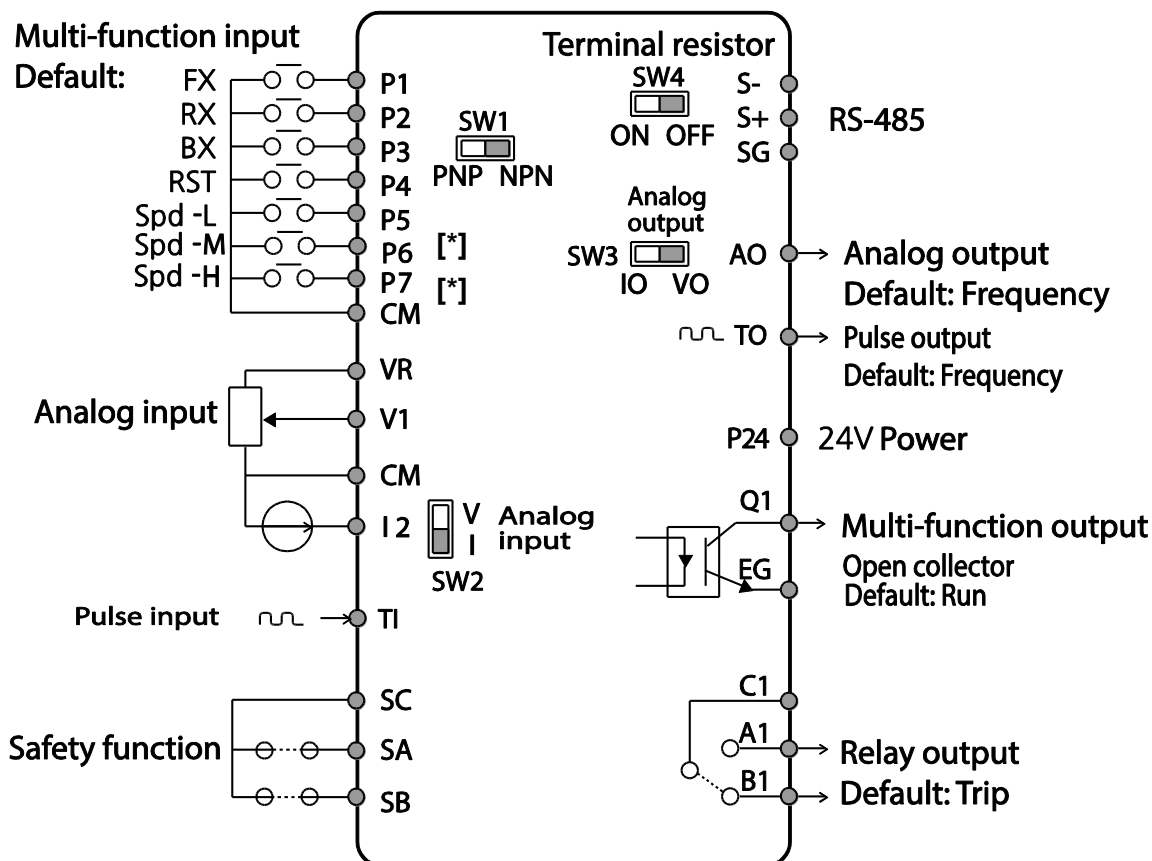 Multi-function input
Default:
FX
RX
BX
RST
Spd -L
Spd -M
Spd -H
P1
P2
P3
P4
P5
P6 [*]
P7 [*]
CM
SW1
PNP NPN
Terminal resistor
SW4
ON OFF
S-
S+
SG
RS-485
Analog
output
SW3
IO VO
AO
Analog output
Default: Frequency
TO
Pulse output
Default: Frequency
Analog input
VR
V1
CM
I 2
V
I
Analog
input
SW2
P24
24V Power
Q1
EG
Multi-function output
Open collector
Default: Run
Pulse input
TI
Safety function
SC
SA
SB
C1
A1
B1
Relay output
Default: Trip